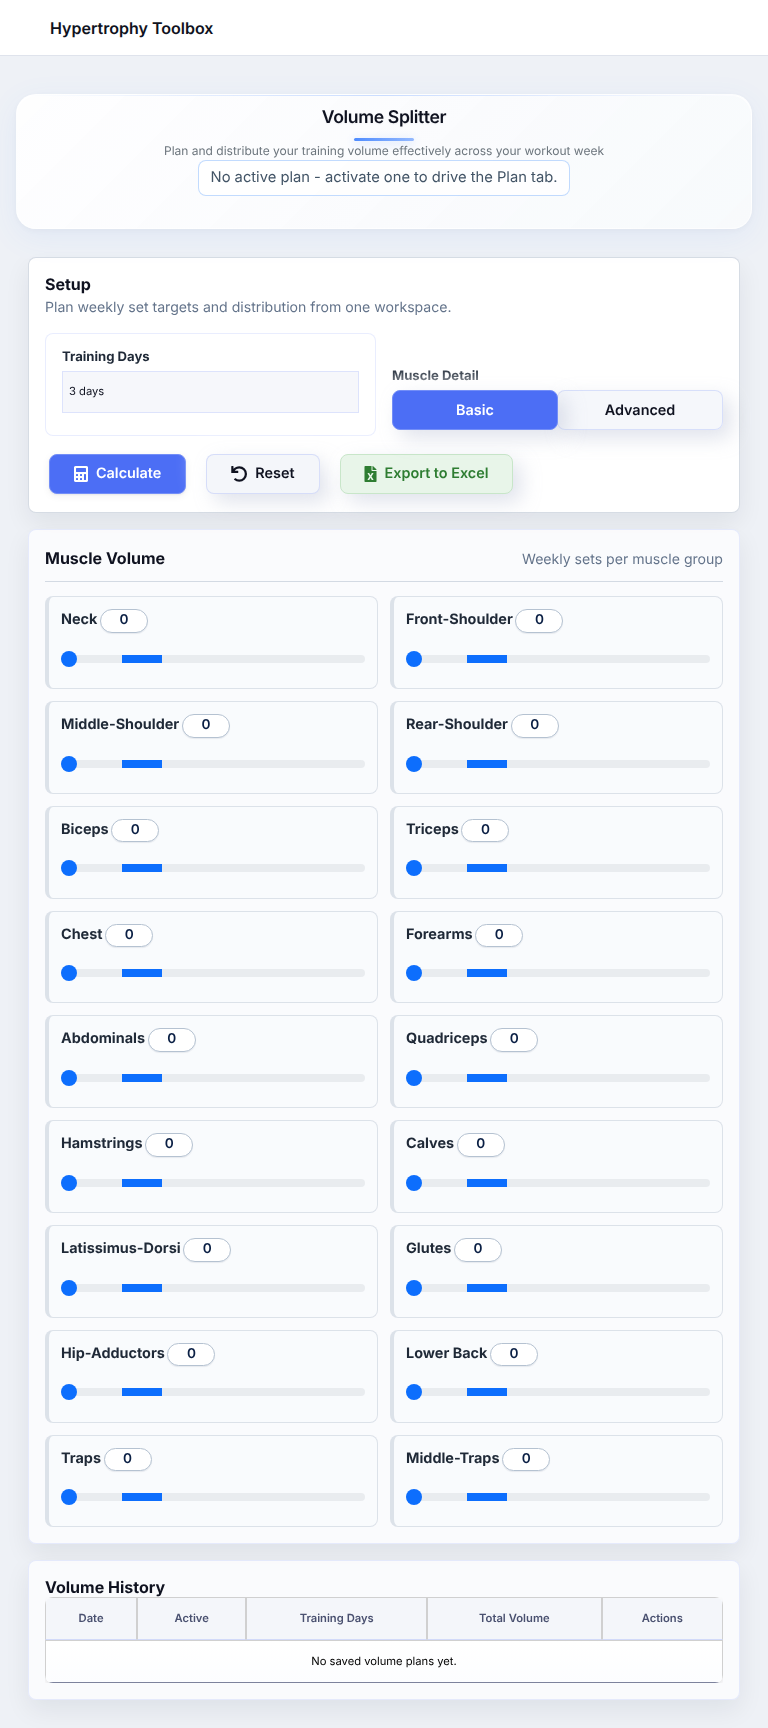 Hypertrophy Toolbox
Volume Splitter
Plan and distribute your training volume effectively across your workout week
No active plan - activate one to drive the Plan tab.
Setup
Plan weekly set targets and distribution from one workspace.
Training Days
3 days
Muscle Detail
Basic
Advanced
Calculate
Reset
Export to Excel
Muscle Volume
Weekly sets per muscle group
Neck 0
Front-Shoulder 0
Middle-Shoulder 0
Rear-Shoulder 0
Biceps 0
Triceps 0
Chest 0
Forearms 0
Abdominals 0
Quadriceps 0
Hamstrings 0
Calves 0
Latissimus-Dorsi 0
Glutes 0
Hip-Adductors 0
Lower Back 0
Traps 0
Middle-Traps 0
Volume History
Date Active Training Days Total Volume Actions
No saved volume plans yet.